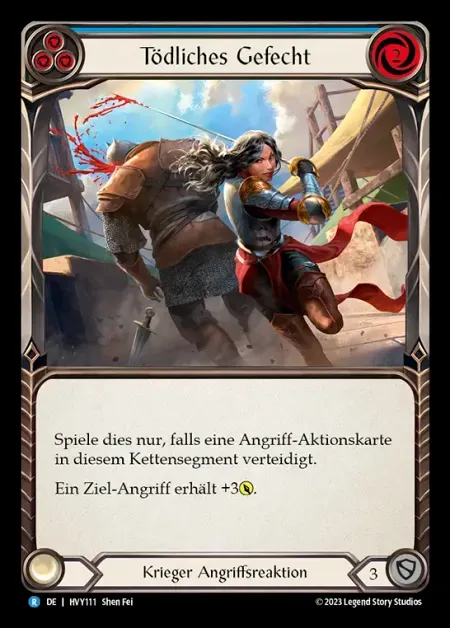 2
Tödliches Gefecht
Spiele dies nur, falls eine Angriff-Aktionskarte
in diesem Kettensegment verteidigt.
Ein Ziel-Angriff erhält +3.
Krieger Angriffsreaktion
3
R DE | HVY111 Shen Fei
© 2023 Legend Story Studios